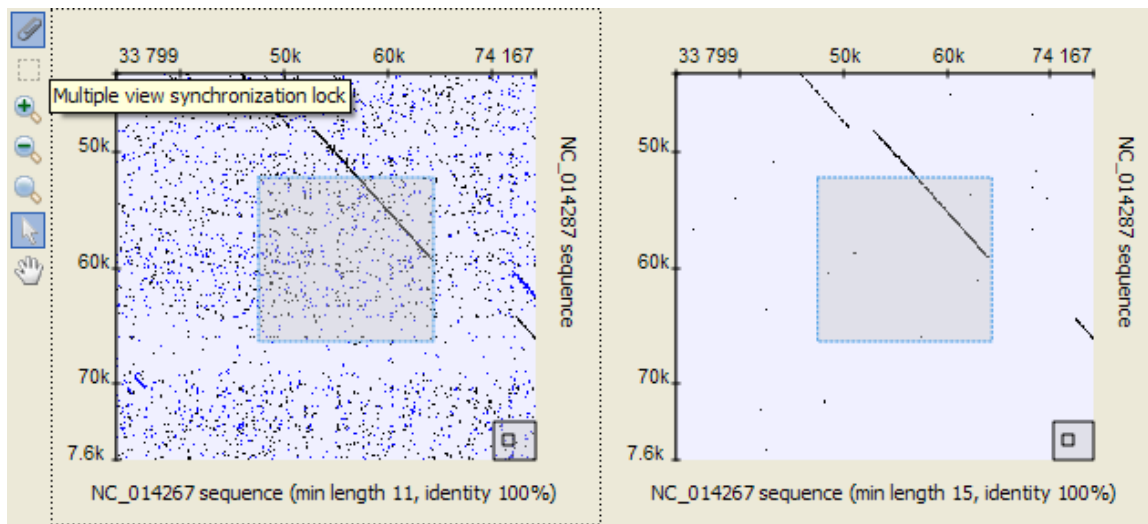 33 799 50k 60k 74 167
33 799 50k 60k 74 167
Multiple view synchronization lock
50k
60k
70k
7.6k
NC_014287 sequence
50k
60k
70k
7.6k
NC_014287 sequence
NC_014267 sequence (min length 11, identity 100%)
NC_014267 sequence (min length 15, identity 100%)